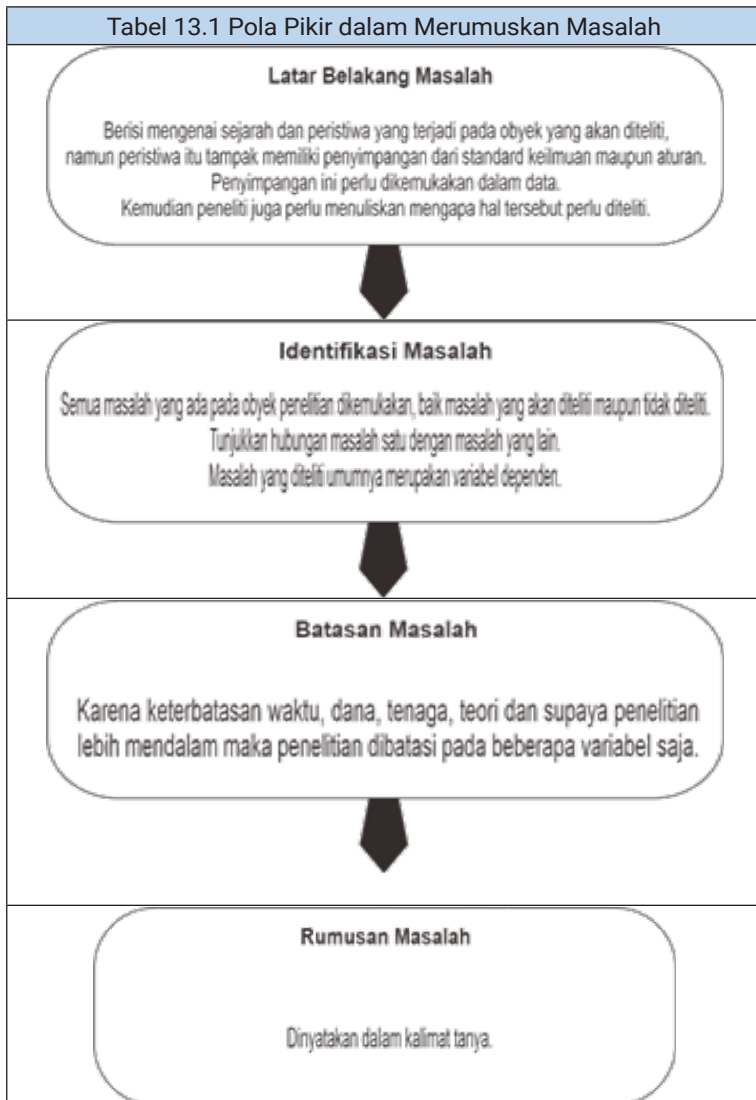 Tabel 13.1 Pola Pikir dalam Merumuskan Masalah
Latar Belakang Masalah
Berisi mengenai sejarah dan peristiwa yang terjadi pada obyek yang akan diteliti,
namun peristiwa itu tampak memiliki penyimpangan dari standard keilmuan maupun aturan.
Penyimpangan ini perlu dikemukakan dalam data.
Kemudian peneliti juga perlu menuliskan mengapa hal tersebut perlu diteliti.
Identifikasi Masalah
Semua masalah yang ada pada obyek penelitian dikemukakan, baik masalah yang akan diteliti maupun tidak diteliti.
Tunjukkan hubungan masalah satu dengan masalah yang lain.
Masalah yang diteliti umumnya merupakan variabel dependen.
Batasan Masalah
Karena keterbatasan waktu, dana, tenaga, teori dan supaya penelitian
lebih mendalam maka penelitian dibatasi pada beberapa variabel saja.
Rumusan Masalah
Dinyatakan dalam kalimat tanya.